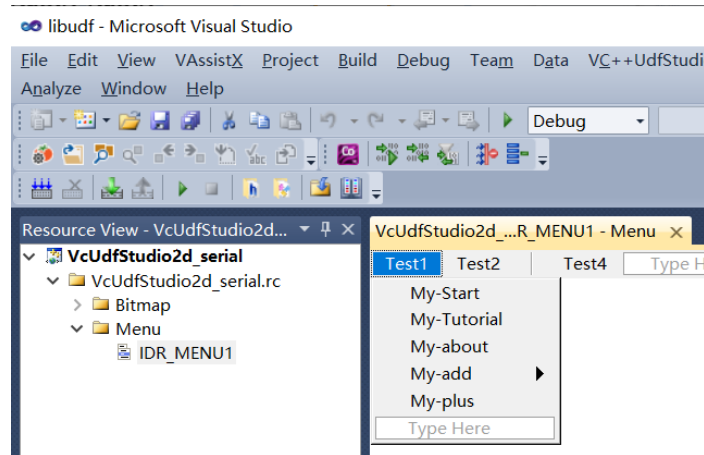 libudf - Microsoft Visual Studio
File Edit View VAssistX Project Build Debug Team Data VC++UdfStudi
Analyze Window Help
Debug
Resource View - VcUdfStudio2d...
VcUdfStudio2d_...R_MENU1 - Menu
VcUdfStudio2d_serial
Test1 Test2 Test4 Type H
VcUdfStudio2d_serial.rc
My-Start
Bitmap
My-Tutorial
Menu
My-about
IDR_MENU1
My-add
My-plus
Type Here